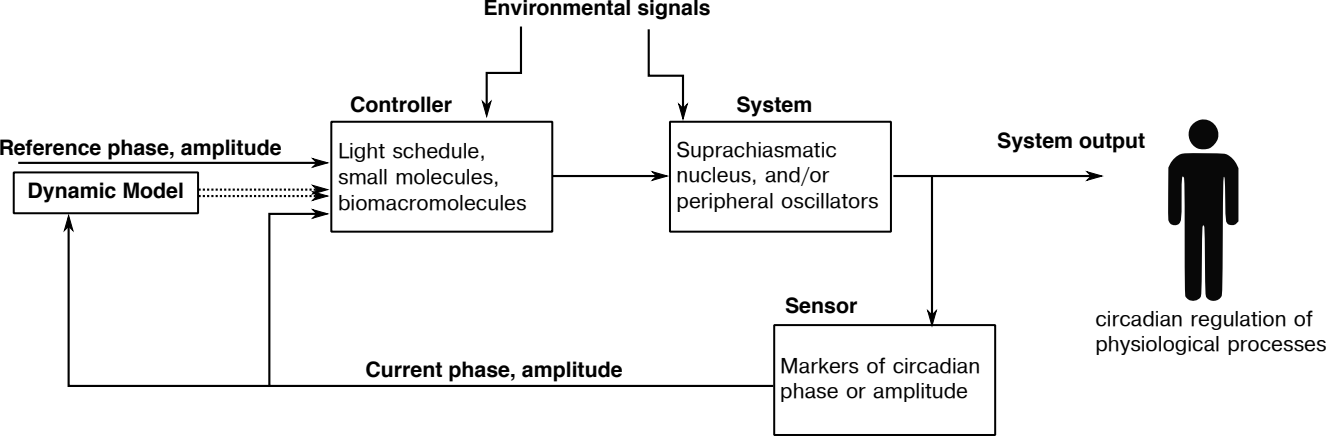 Environmental signals
Controller
System
Reference phase, amplitude
Light schedule,
small molecules,
biomacromolecules
Suprachiasmatic
nucleus, and/or
peripheral oscillators
System output
Dynamic Model
Sensor
Markers of circadian
phase or amplitude
Current phase, amplitude
circadian regulation of
physiological processes